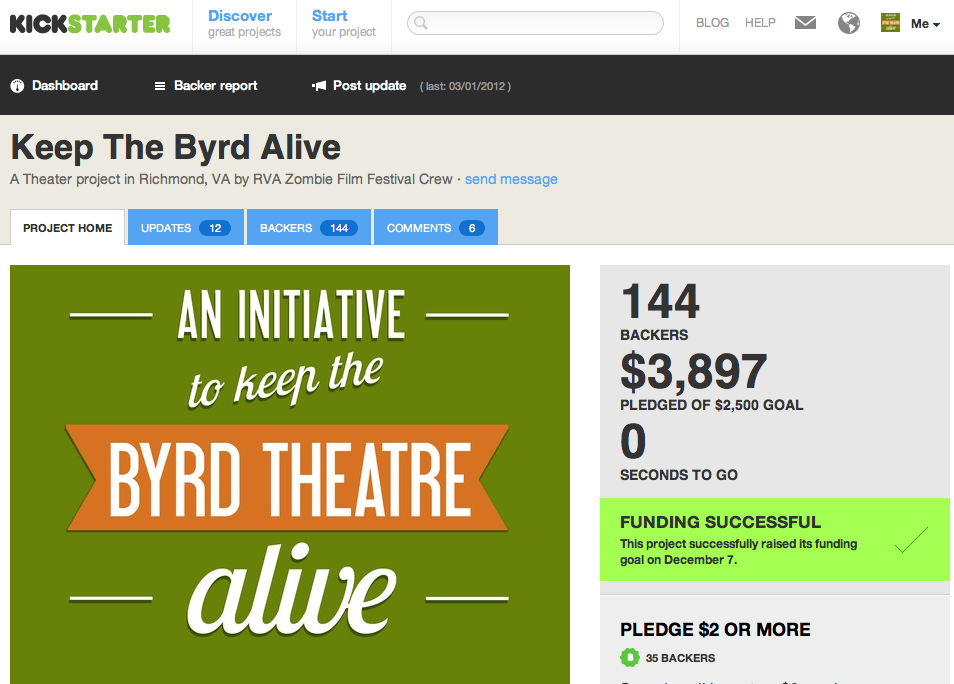 KICKSTARTER
Discover
great projects
Start
your project
BLOG
HELP
Me
Dashboard
Backer report
Post update
( last: 03/01/2012 )
Keep The Byrd Alive
A Theater project in Richmond, VA by RVA Zombie Film Festival Crew · send message
PROJECT HOME
UPDATES 12
BACKERS 144
COMMENTS 6
AN INITIATIVE
to keep the
BYRD THEATRE
alive
144
BACKERS
$3,897
PLEDGED OF $2,500 GOAL
0
SECONDS TO GO
FUNDING SUCCESSFUL
This project successfully raised its funding
goal on December 7.
PLEDGE $2 OR MORE
35 BACKERS